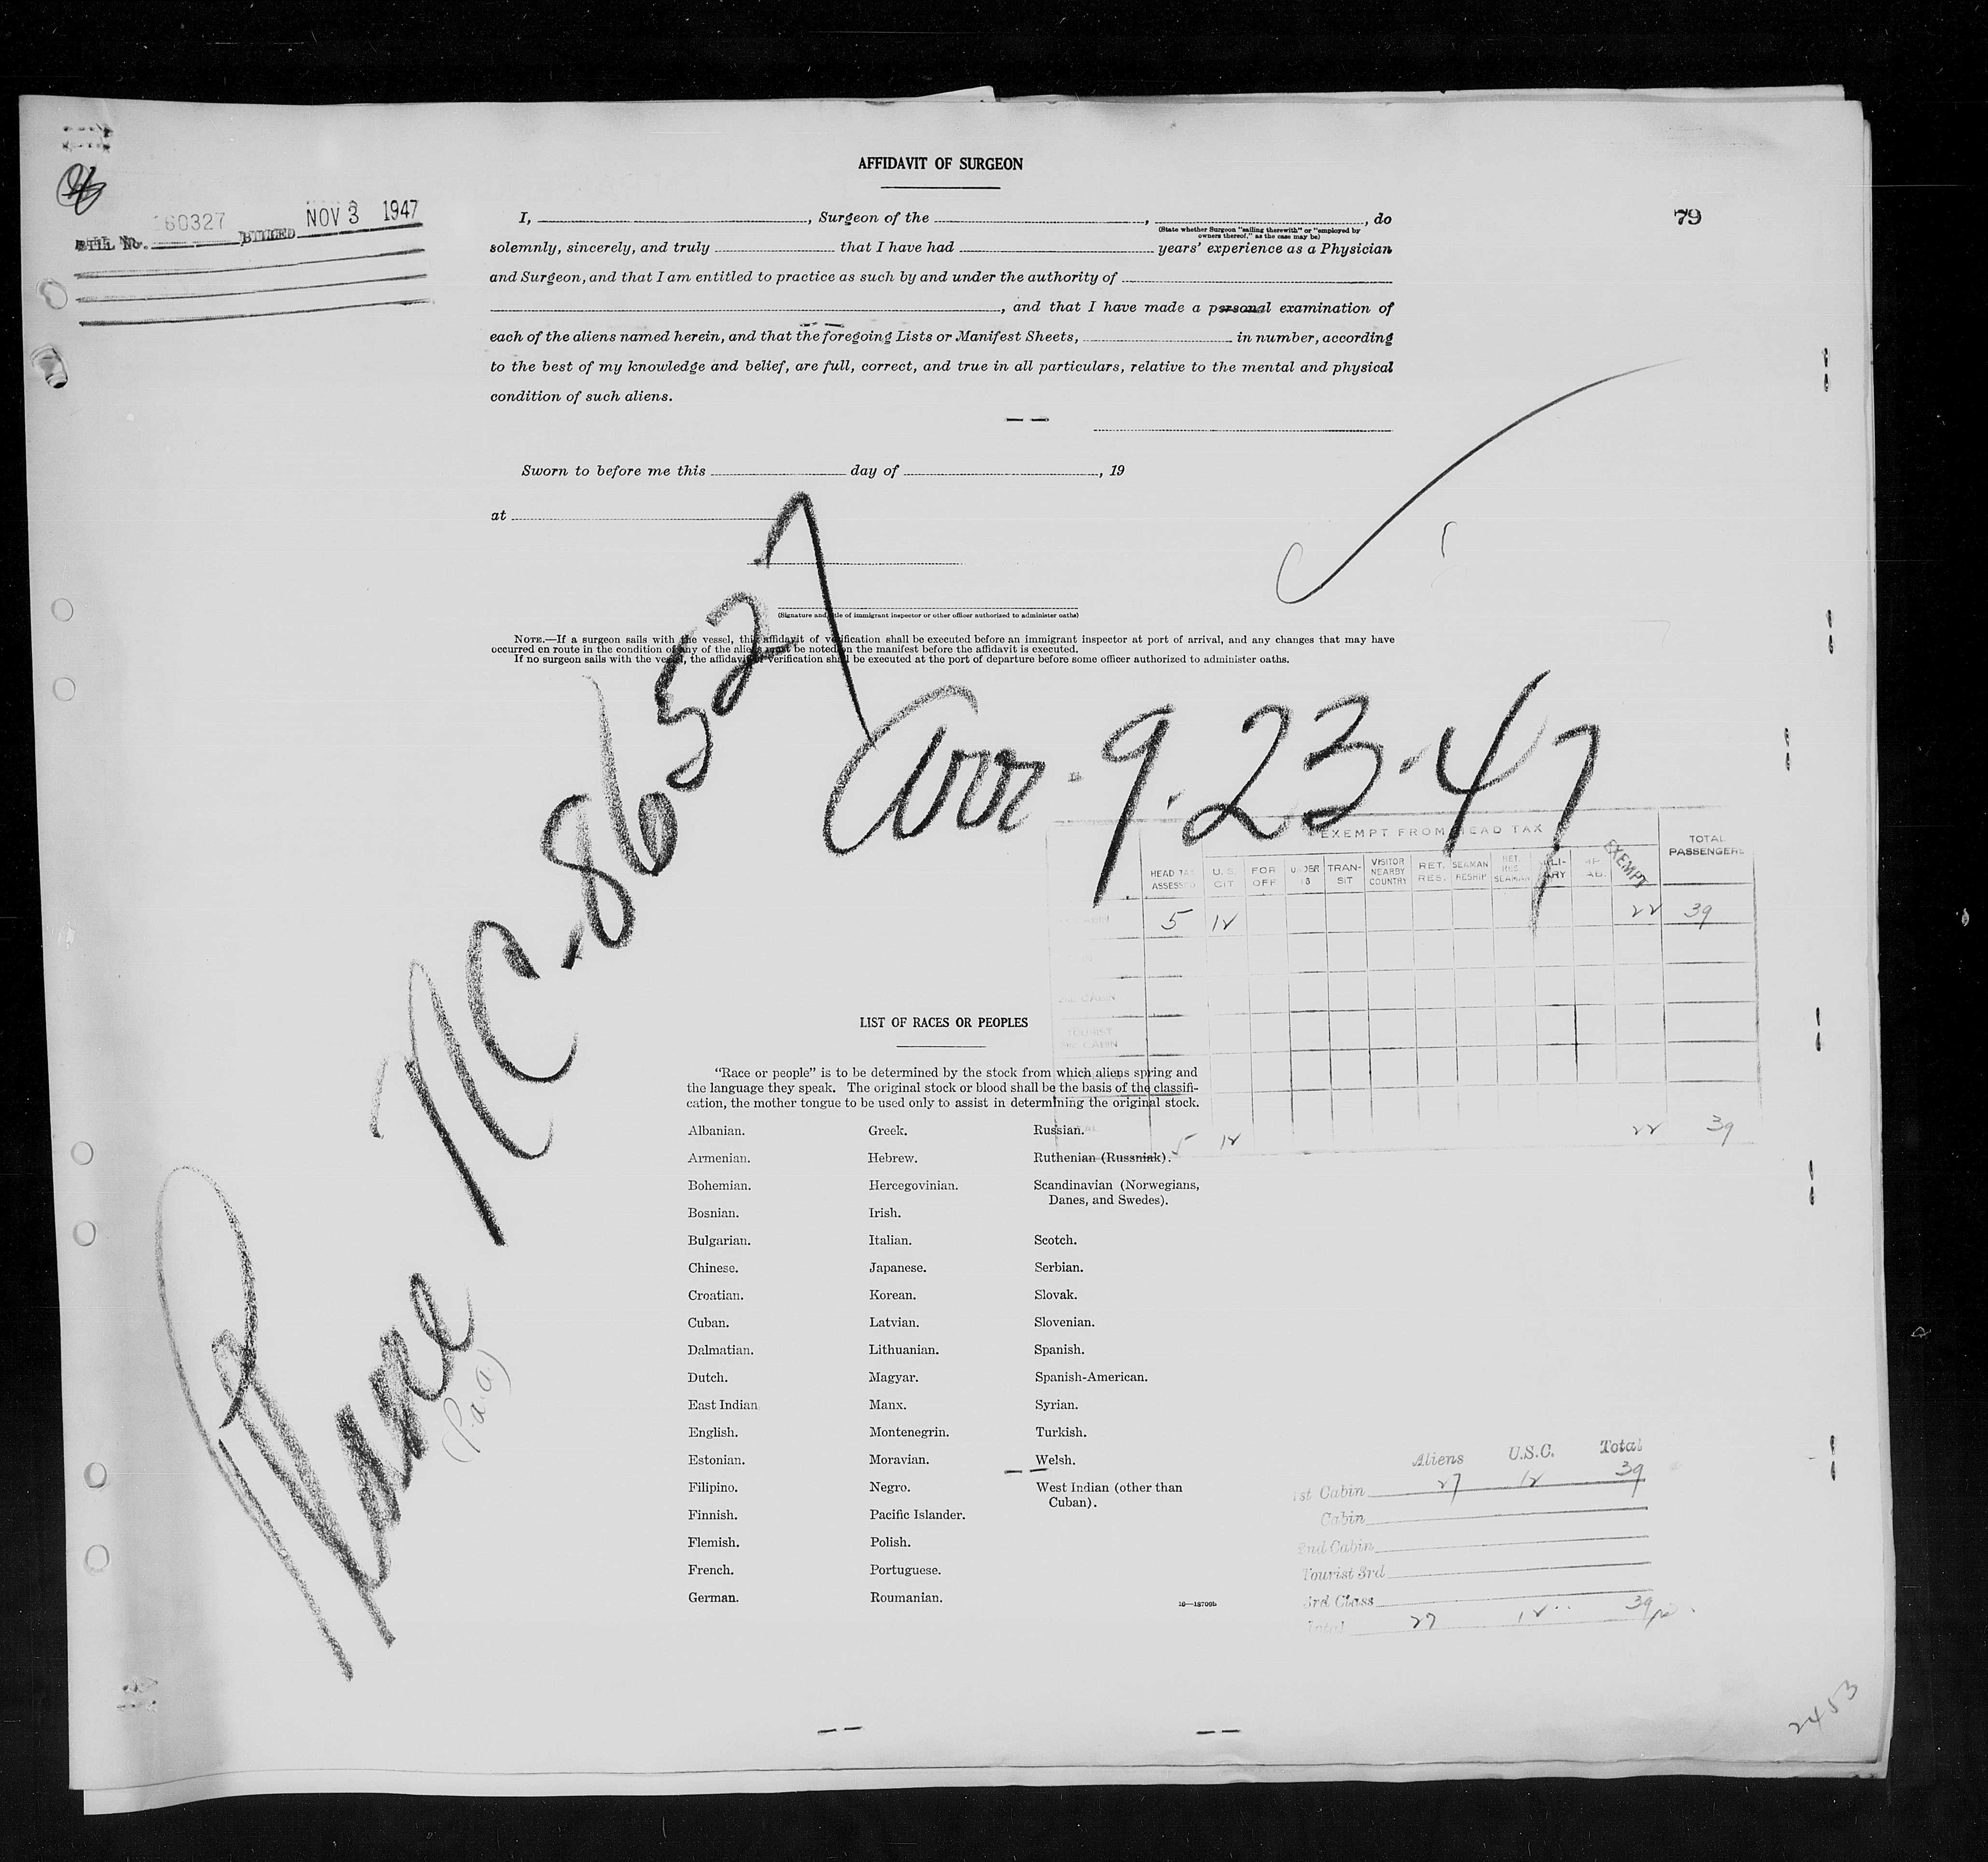 AFFIDAVIT OF SURGEON
BILL No. 160327 BILLED NOV 3 1947
79
I, , Surgeon of the , , do
(State whether Surgeon "sailing therewith" or "employed by
owners thereof," as the case may be)
solemnly, sincerely, and truly that I have had years' experience as a Physician
and Surgeon, and that I am entitled to practice as such by and under the authority of
, and that I have made a personal examination of
each of the aliens named herein, and that the foregoing Lists or Manifest Sheets, in number, according
to the best of my knowledge and belief, are full, correct, and true in all particulars, relative to the mental and physical
condition of such aliens.
Sworn to before me this day of , 19
at
(Signature and title of immigrant inspector or other officer authorized to administer oaths)
NOTE.—If a surgeon sails with the vessel, this affidavit of verification shall be executed before an immigrant inspector at port of arrival, and any changes that may have
occurred en route in the condition of any of the aliens must be noted on the manifest before the affidavit is executed.
If no surgeon sails with the vessel, the affidavit of verification shall be executed at the port of departure before some officer authorized to administer oaths.
Plane NC-86527
(P.a.a)
Arr - 9.23.47
EXEMPT FROM HEAD TAX
TOTAL PASSENGERS
HEAD TAX ASSESSED
U.S. CIT
FOR OFF
UNDER 16
TRANSIT
VISITOR NEARBY COUNTRY
RET. RES.
SEAMAN RESHIP
RET. RES. SEAMAN
EXEMPT
5 12 22 39
2ND CABIN
TOURIST
3RD CABIN
5 12 22 39
LIST OF RACES OR PEOPLES
"Race or people" is to be determined by the stock from which aliens spring and
the language they speak. The original stock or blood shall be the basis of the classifi-
cation, the mother tongue to be used only to assist in determining the original stock.
Albanian. Greek. Russian.
Armenian. Hebrew. Ruthenian (Russniak).
Bohemian. Hercegovinian. Scandinavian (Norwegians,
Danes, and Swedes).
Bosnian. Irish.
Bulgarian. Italian. Scotch.
Chinese. Japanese. Serbian.
Croatian. Korean. Slovak.
Cuban. Latvian. Slovenian.
Dalmatian. Lithuanian. Spanish.
Dutch. Magyar. Spanish-American.
East Indian Manx. Syrian.
English. Montenegrin. Turkish.
Estonian. Moravian. Welsh.
Filipino. Negro. West Indian (other than
Cuban).
Finnish. Pacific Islander.
Flemish. Polish.
French. Portuguese.
German. Roumanian.
16—18709b
Aliens U.S.C. Total
1st Cabin 27 12 39
Cabin
2nd Cabin
Tourist 3rd
3rd Class
Total 27 12 39
2453